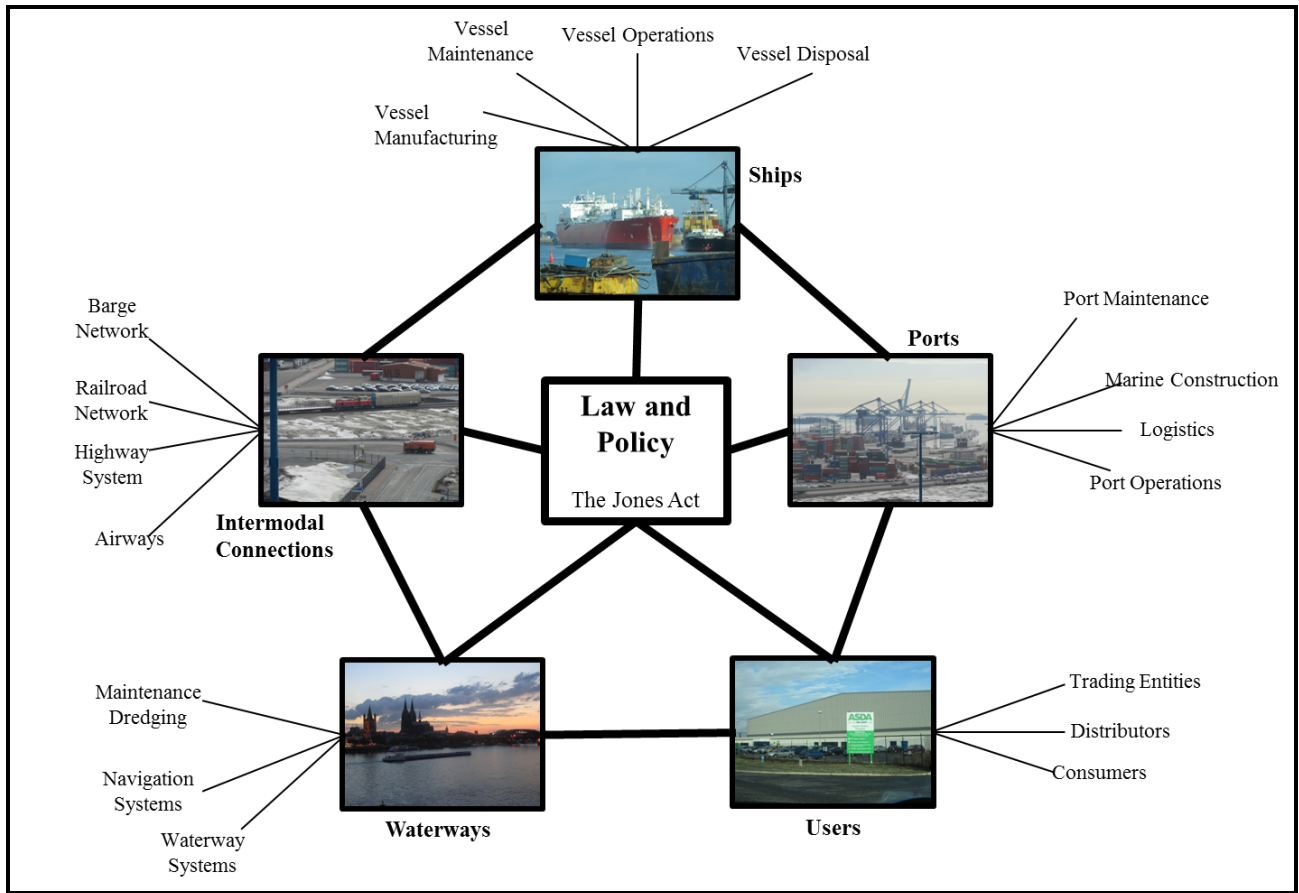 Vessel
Maintenance
Vessel Operations
Vessel Disposal
Vessel
Manufacturing
Ships
Barge
Network
Railroad
Network
Highway
System
Airways
Intermodal
Connections
Law and
Policy
The Jones Act
Ports
Port Maintenance
Marine Construction
Logistics
Port Operations
Maintenance
Dredging
Navigation
Systems
Waterway
Systems
Waterways
ASDA
Users
Trading Entities
Distributors
Consumers